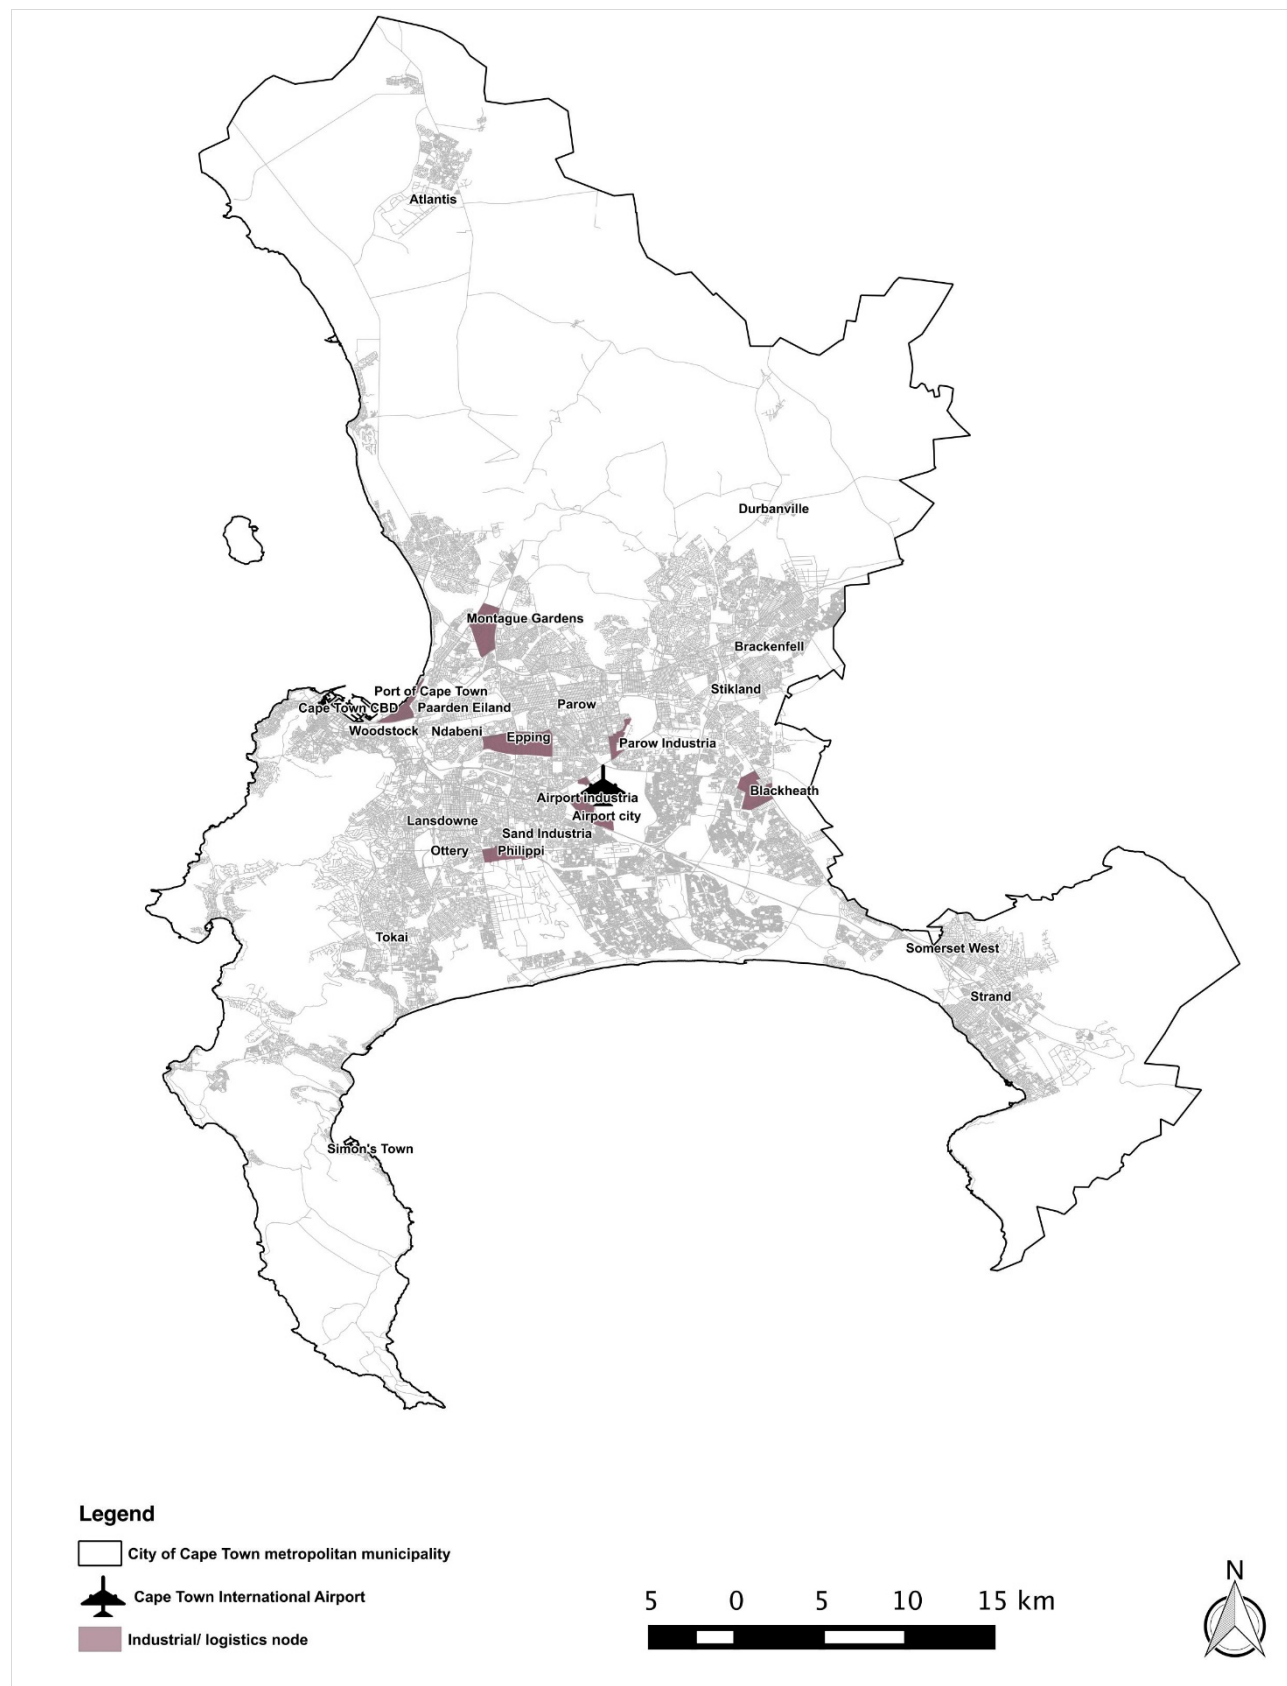 Atlantis
Durbanville
Montague Gardens
Brackenfell
Stikland
Port of Cape Town
Parow
Cape Town CBD
Paarden Eiland
Woodstock
Ndabeni
Epping
Parow Industria
Blackheath
Airport industria
Airport city
Lansdowne
Sand Industria
Ottery
Philippi
Tokai
Somerset West
Strand
Simon's Town
Legend
City of Cape Town metropolitan municipality
Cape Town International Airport
Industrial/ logistics node
5 0 5 10 15 km
N